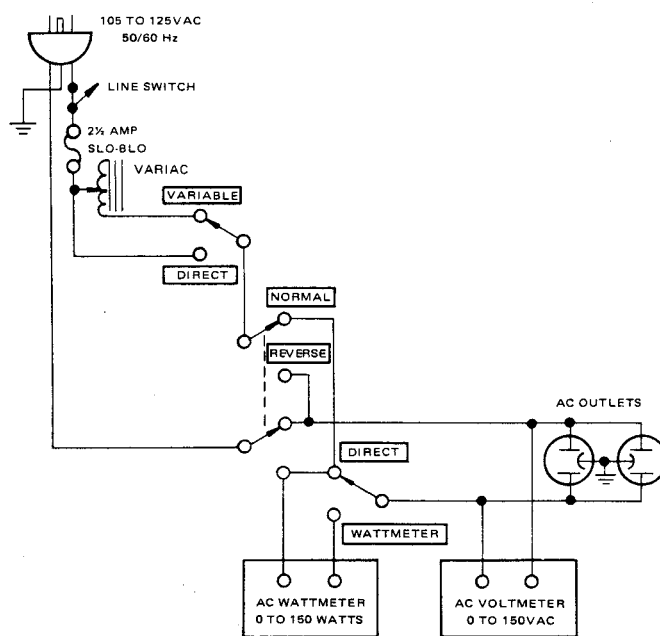 105 TO 125VAC
50/60 Hz
LINE SWITCH
2½ AMP
SLO-BLO
VARIAC
VARIABLE
DIRECT
NORMAL
REVERSE
AC OUTLETS
DIRECT
WATTMETER
AC WATTMETER
0 TO 150 WATTS
AC VOLTMETER
0 TO 150VAC